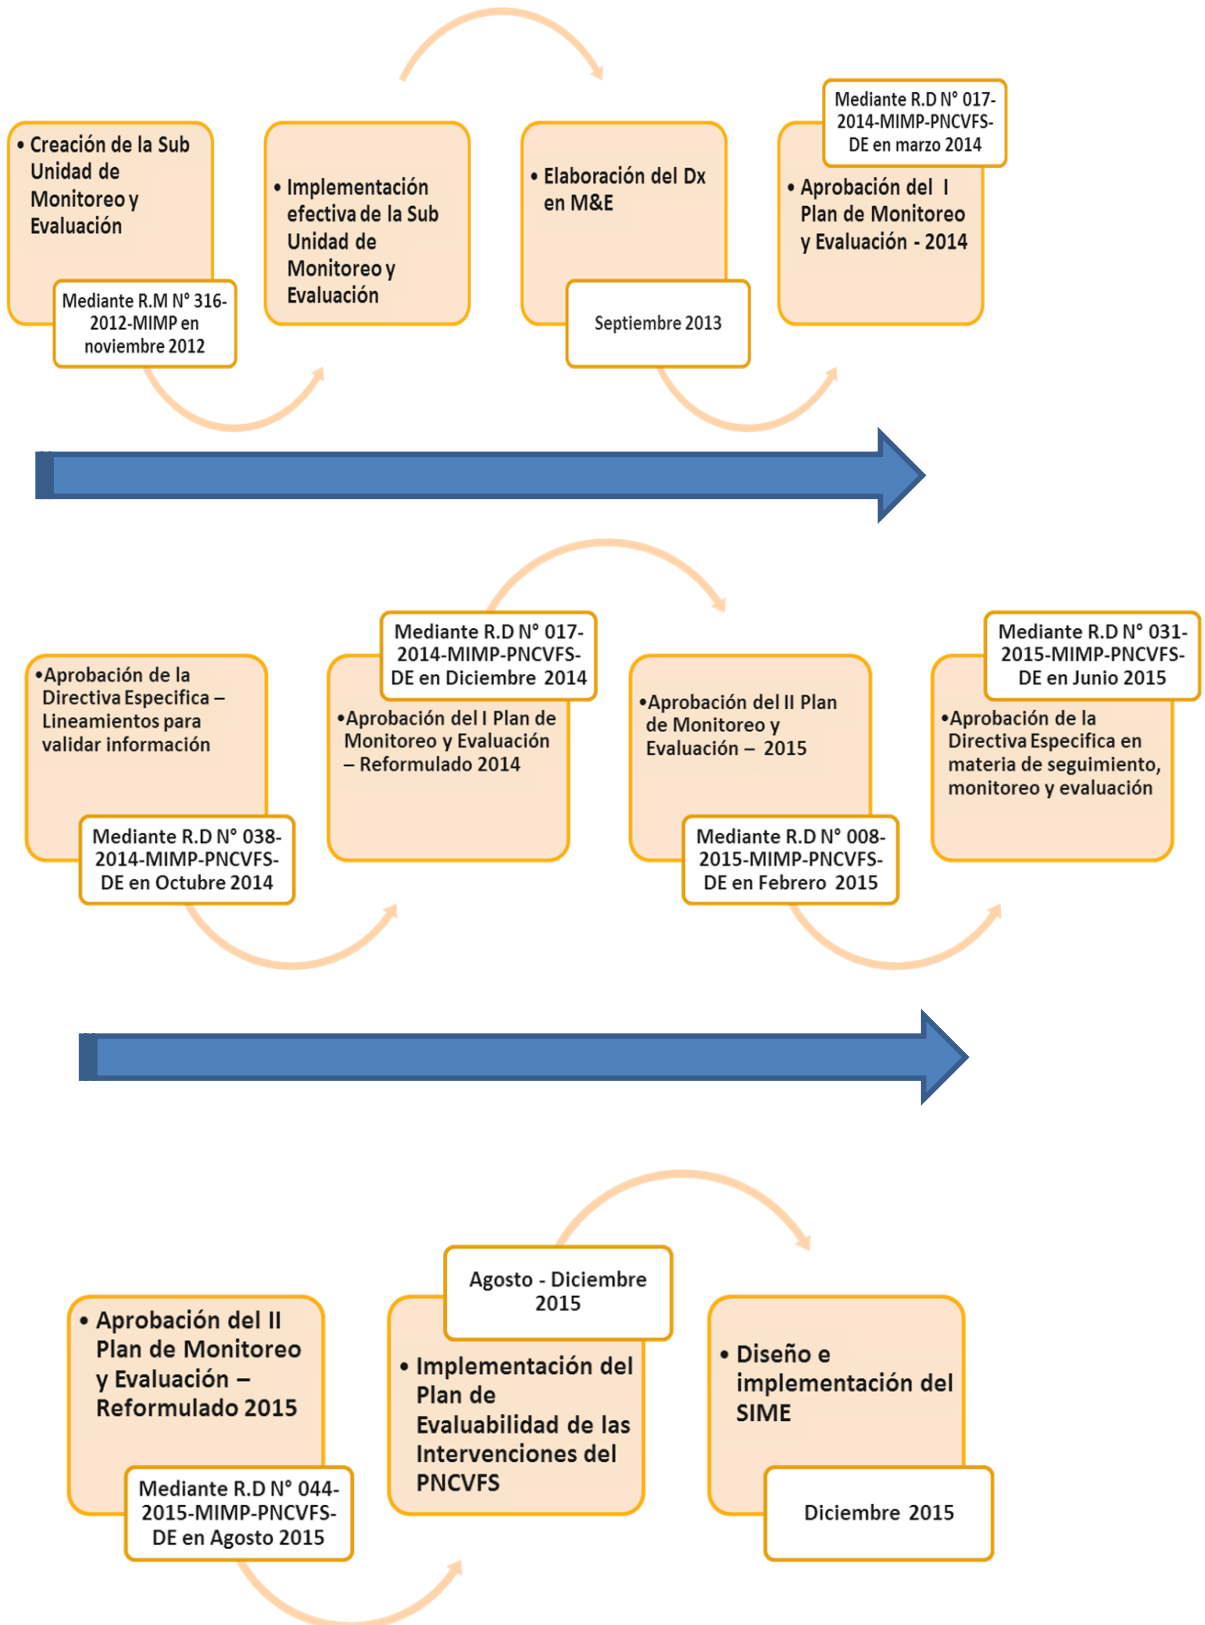 • Creación de la Sub
Unidad de
Monitoreo y
Evaluación
Mediante R.M N° 316-
2012-MIMP en
noviembre 2012
• Implementación
efectiva de la Sub
Unidad de
Monitoreo y
Evaluación
• Elaboración del Dx
en M&E
Septiembre 2013
Mediante R.D N° 017-
2014-MIMP-PNCVFS-
DE en marzo 2014
• Aprobación del I
Plan de Monitoreo
y Evaluación - 2014
•Aprobación de la
Directiva Especifica –
Lineamientos para
validar información
Mediante R.D N° 038-
2014-MIMP-PNCVFS-
DE en Octubre 2014
Mediante R.D N° 017-
2014-MIMP-PNCVFS-
DE en Diciembre 2014
•Aprobación del I Plan de
Monitoreo y Evaluación
– Reformulado 2014
•Aprobación del II Plan
de Monitoreo y
Evaluación – 2015
Mediante R.D N° 008-
2015-MIMP-PNCVFS-
DE en Febrero 2015
Mediante R.D N° 031-
2015-MIMP-PNCVFS-
DE en Junio 2015
•Aprobación de la
Directiva Especifica en
materia de seguimiento,
monitoreo y evaluación
• Aprobación del II
Plan de Monitoreo
y Evaluación –
Reformulado 2015
Mediante R.D N° 044-
2015-MIMP-PNCVFS-
DE en Agosto 2015
Agosto - Diciembre
2015
• Implementación del
Plan de
Evaluabilidad de las
Intervenciones del
PNCVFS
• Diseño e
implementación del
SIME
Diciembre 2015